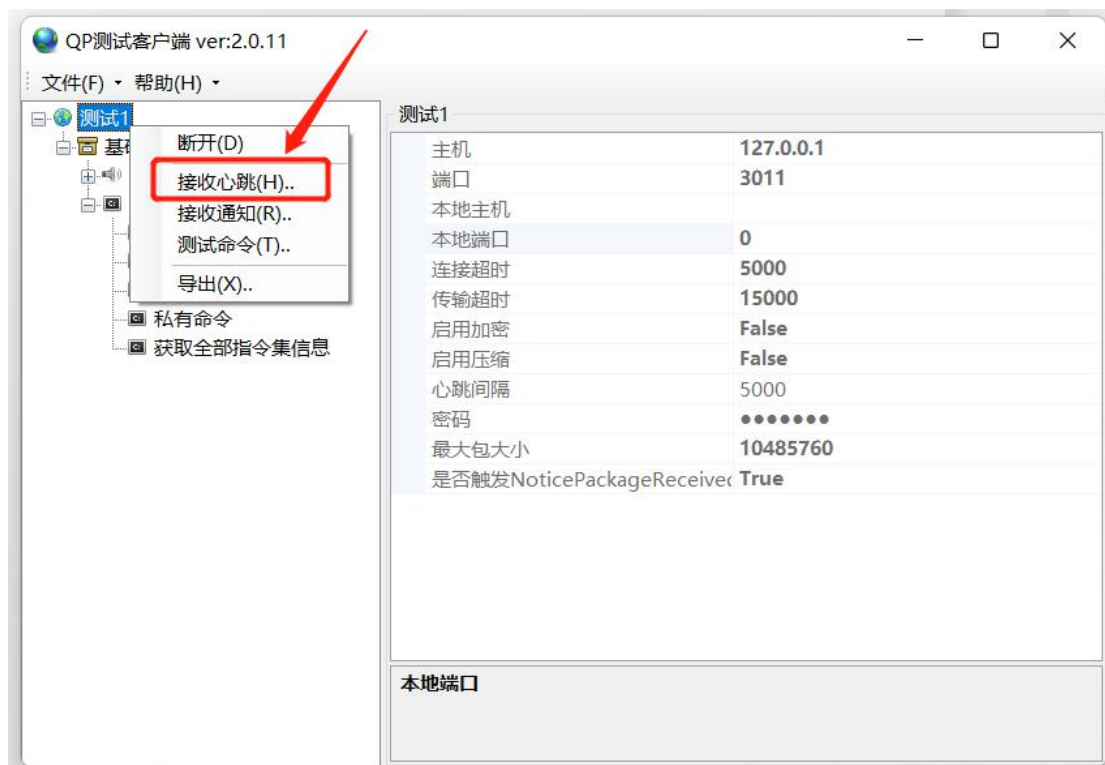 QP测试客户端 ver:2.0.11
文件(F) 帮助(H)
测试1
断开(D)
接收心跳(H)..
接收通知(R)..
测试命令(T)..
导出(X)..
私有命令
获取全部指令集信息
测试1
主机 127.0.0.1
端口 3011
本地主机
本地端口 0
连接超时 5000
传输超时 15000
启用加密 False
启用压缩 False
心跳间隔 5000
密码 ●●●●●●●
最大包大小 10485760
是否触发NoticePackageReceived True
本地端口